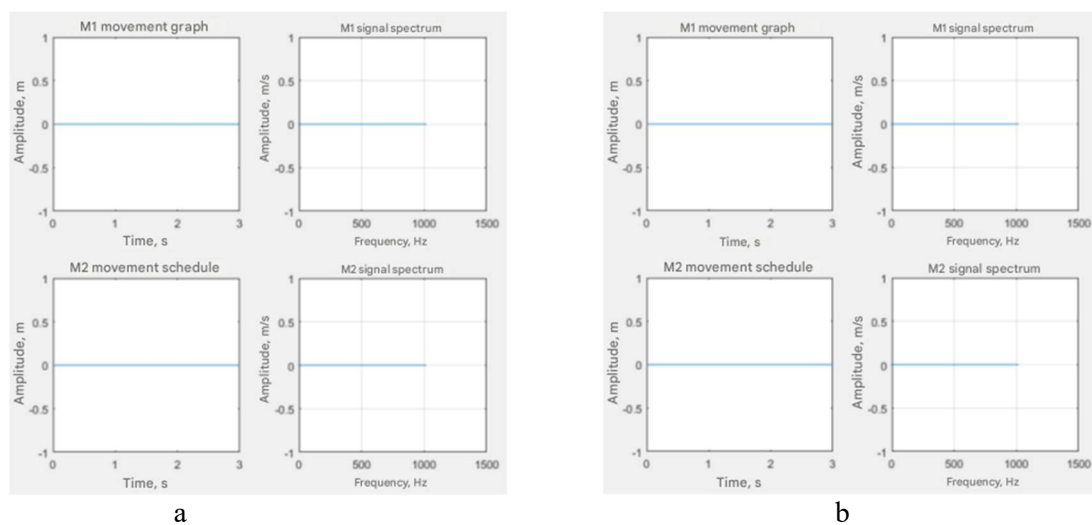 M1 movement graph
1
0.5
0
-0.5
-1
Amplitude, m
0 1 2 3
Time, s
M1 signal spectrum
1
0.5
0
-0.5
-1
Amplitude, m/s
0 500 1000 1500
Frequency, Hz
M2 movement schedule
1
0.5
0
-0.5
-1
Amplitude, m
0 1 2 3
Time, s
M2 signal spectrum
1
0.5
0
-0.5
-1
Amplitude, m/s
0 500 1000 1500
Frequency, Hz
a
M1 movement graph
1
0.5
0
-0.5
-1
Amplitude, m
0 1 2 3
Time, s
M1 signal spectrum
1
0.5
0
-0.5
-1
Amplitude, m/s
0 500 1000 1500
Frequency, Hz
M2 movement schedule
1
0.5
0
-0.5
-1
Amplitude, m
0 1 2 3
Time, s
M2 signal spectrum
1
0.5
0
-0.5
-1
Amplitude, m/s
0 500 1000 1500
Frequency, Hz
b